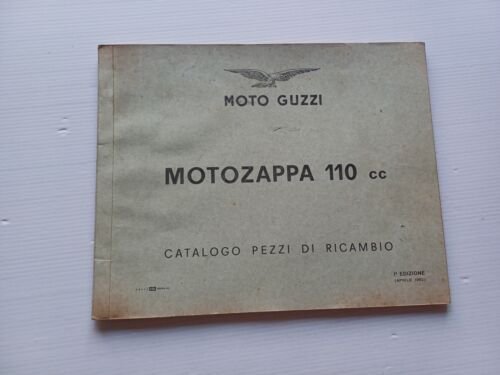 MOTO GUZZI
MOTOZAPPA 110 cc
CATALOGO PEZZI DI RICAMBIO
1ª EDIZIONE